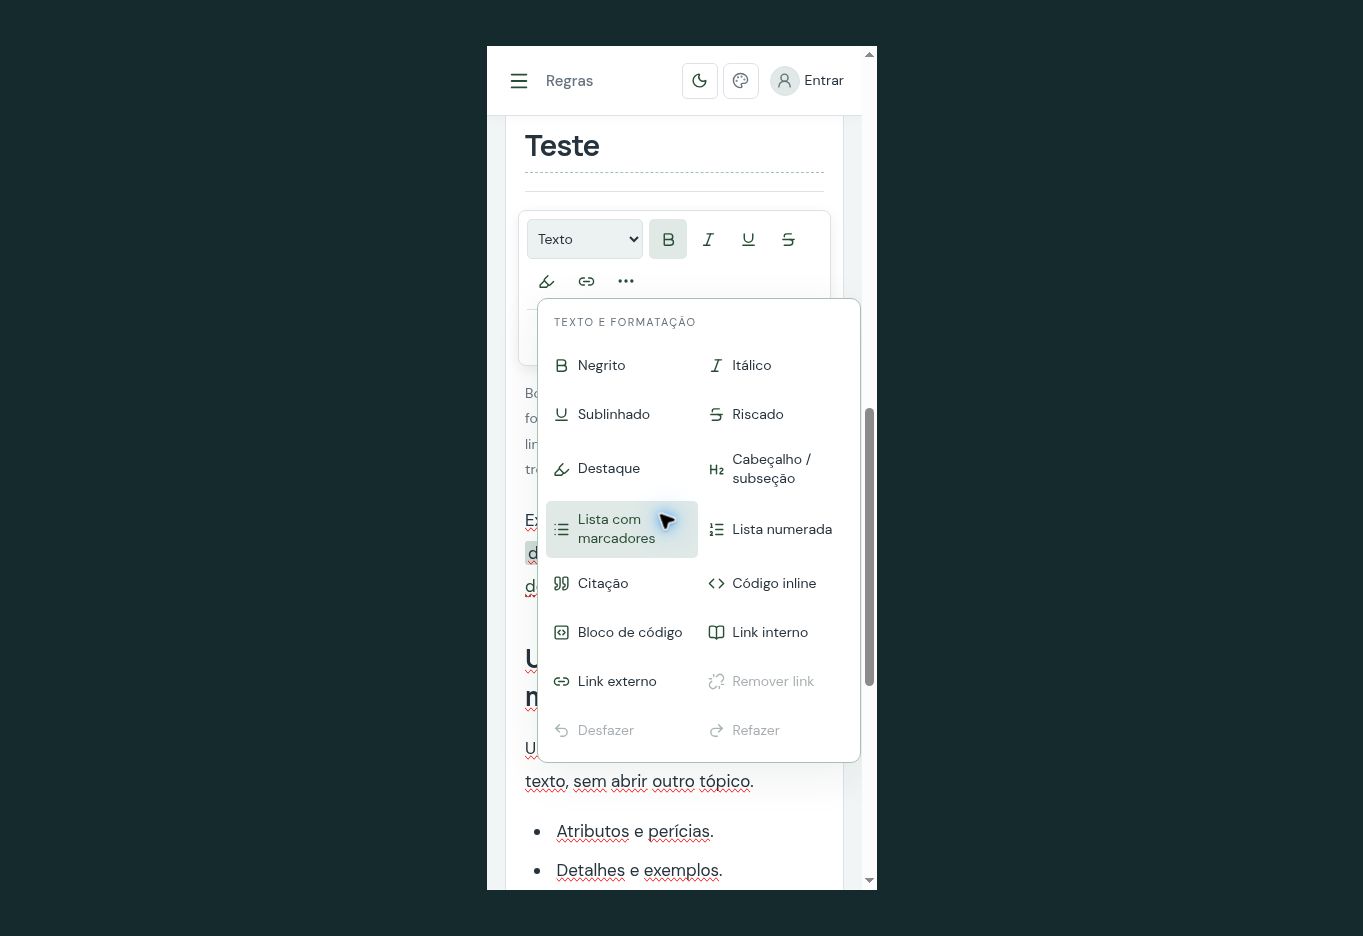 Regras
Entrar
Teste
Texto
TEXTO E FORMATAÇÃO
Negrito
Itálico
Sublinhado
Riscado
Destaque
Cabeçalho /
subseção
Lista com
marcadores
Lista numerada
Citação
Código inline
Bloco de código
Link interno
Link externo
Remover link
Desfazer
Refazer
texto, sem abrir outro tópico.
Atributos e perícias.
Detalhes e exemplos.